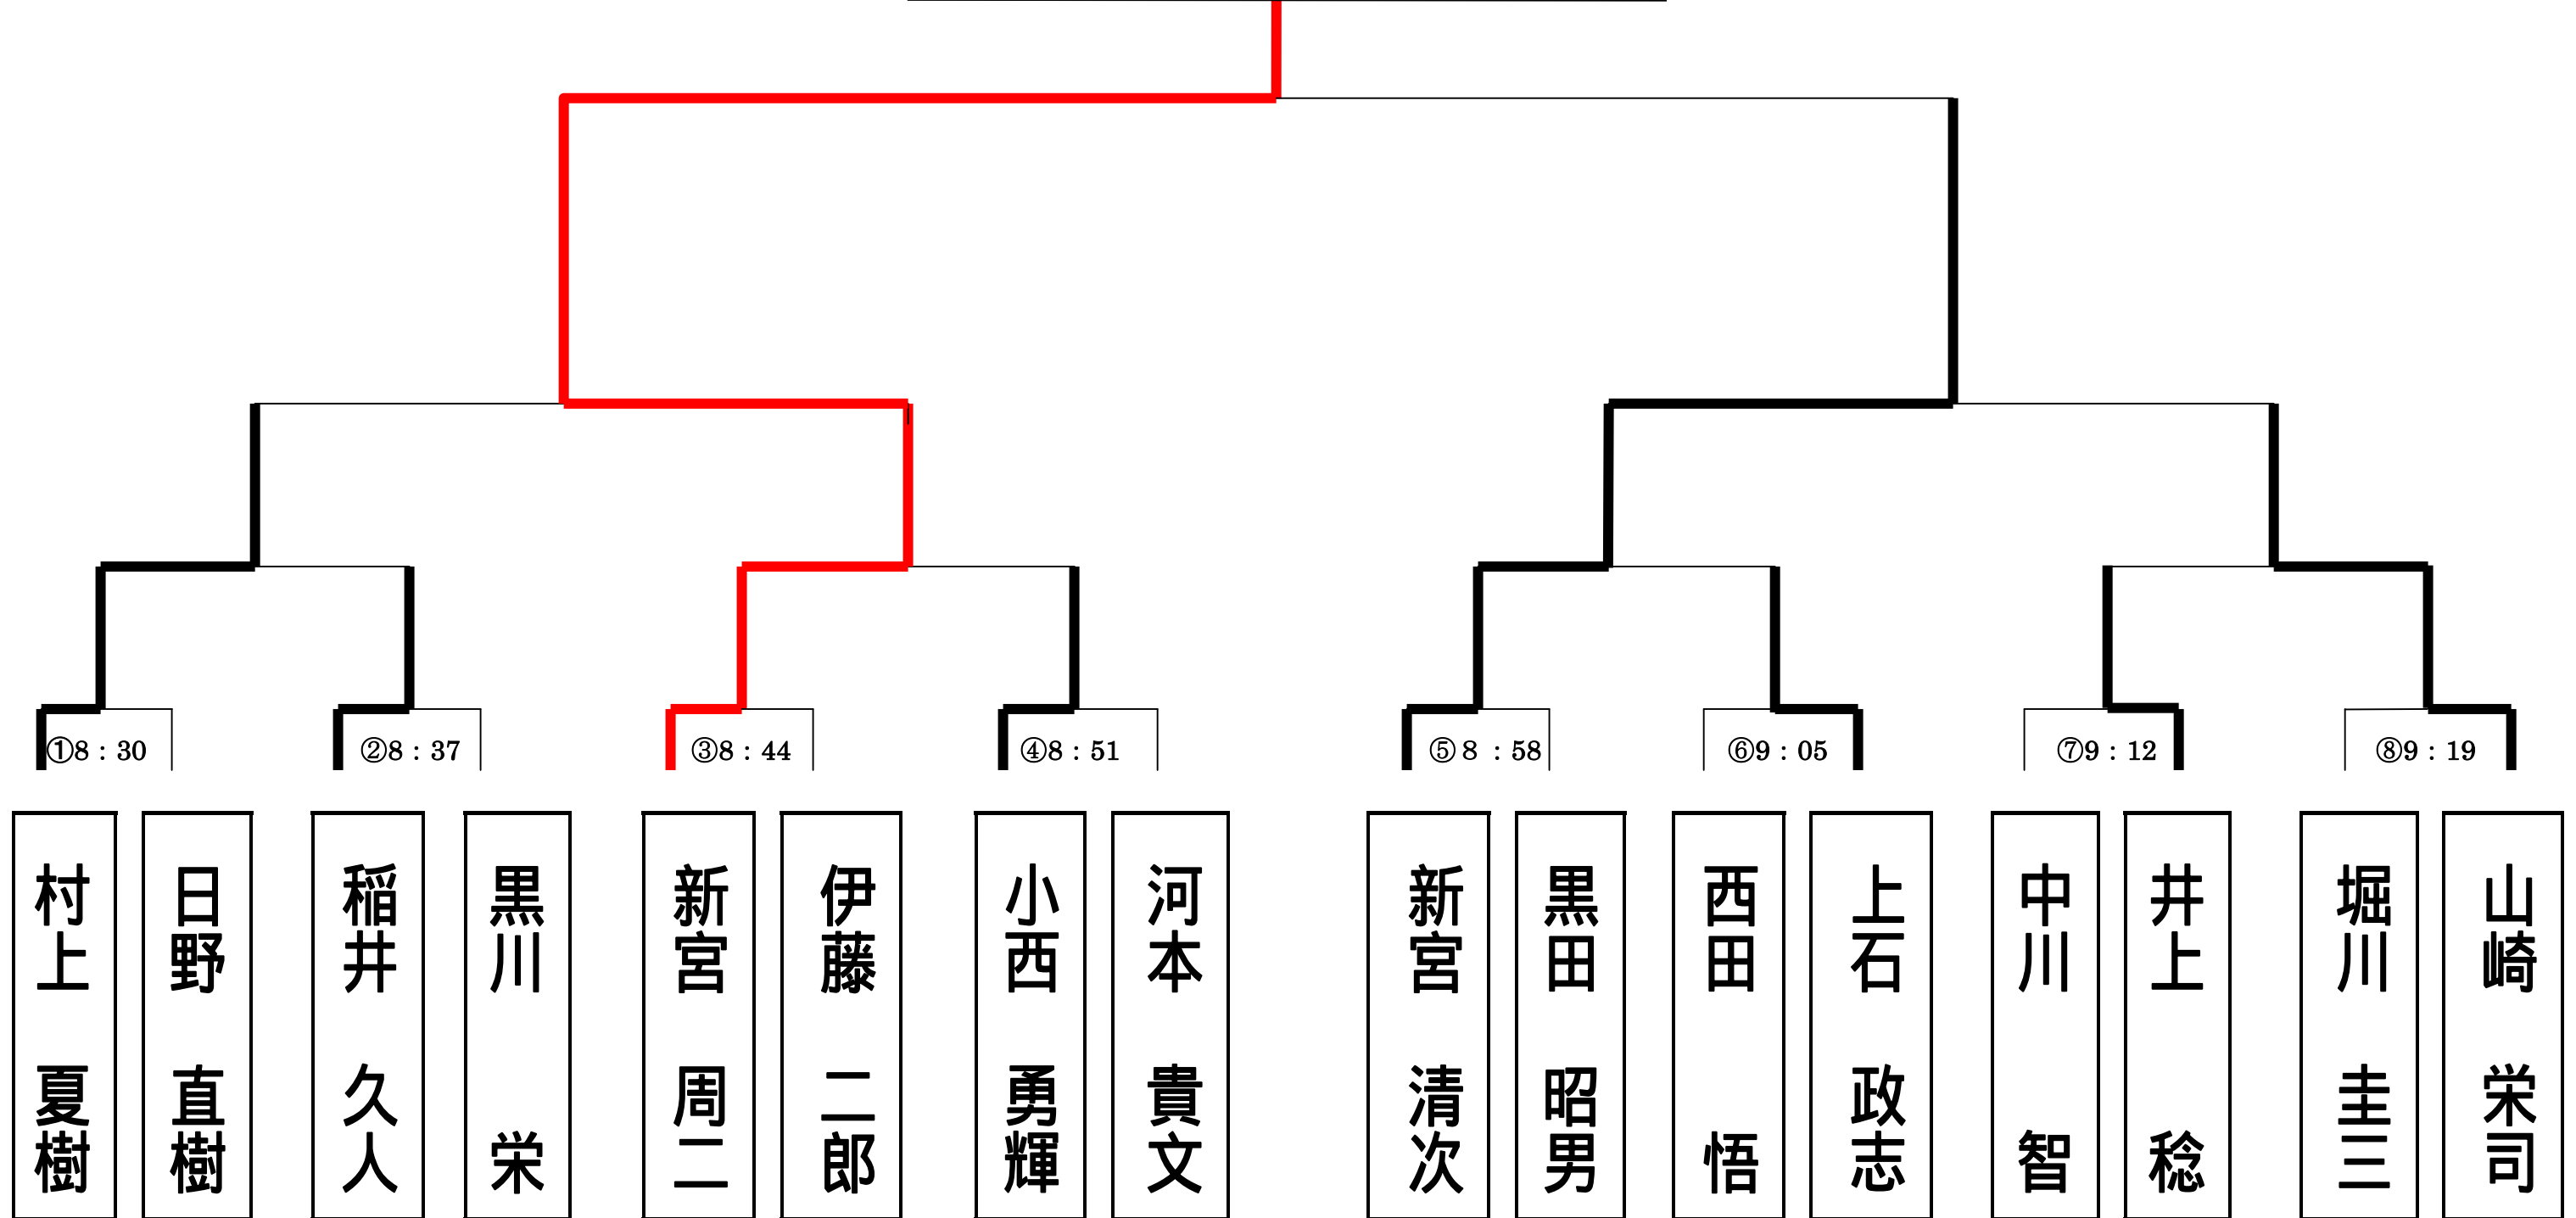 ①8：30
②8：37
③8：44
④8：51
⑤8：58
⑥9：05
⑦9：12
⑧9：19
村上 夏樹
日野 直樹
稲井 久人
黒川 栄
新宮 周二
伊藤 二郎
小西 勇輝
河本 貴文
新宮 清次
黒田 昭男
西田 悟
上石 政志
中川 智
井上 稔
堀川 圭三
山崎 栄司